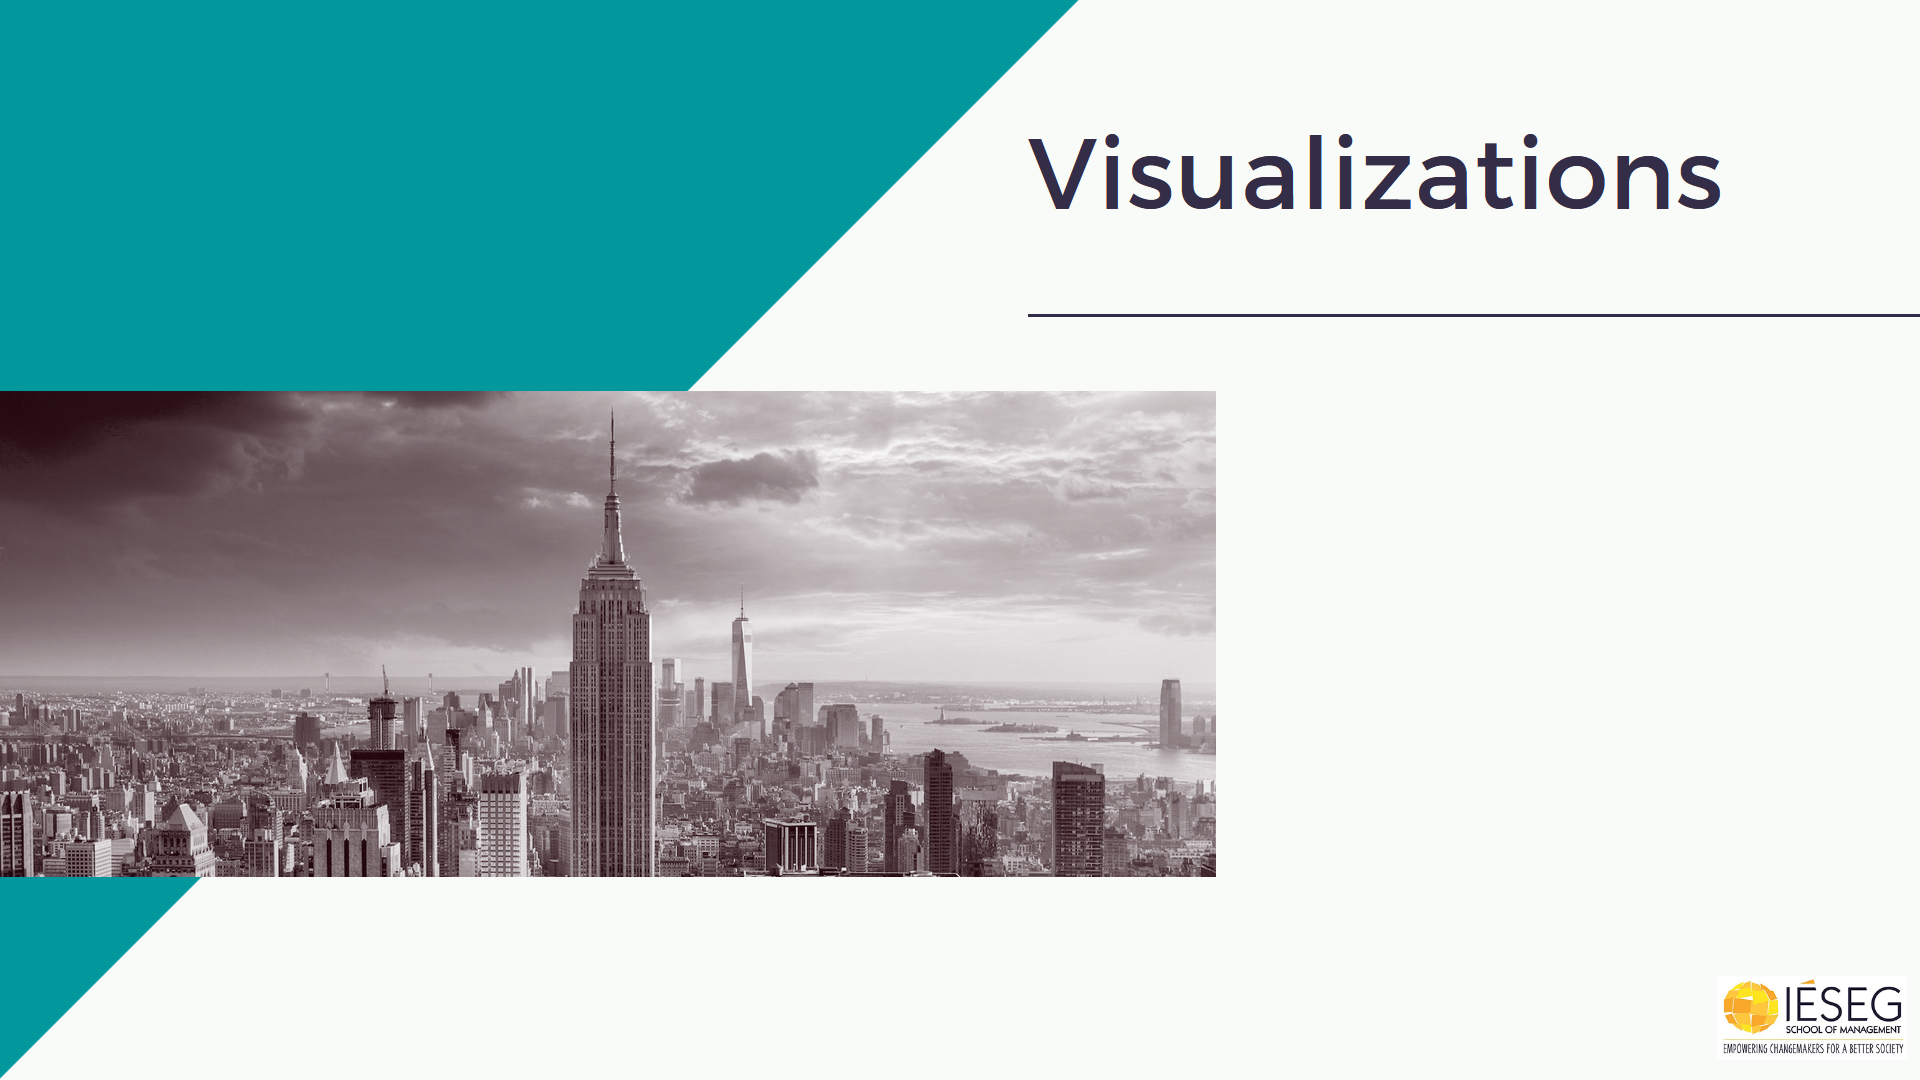 Visualizations
IÉSEG
SCHOOL OF MANAGEMENT
EMPOWERING CHANGEMAKERS FOR A BETTER SOCIETY